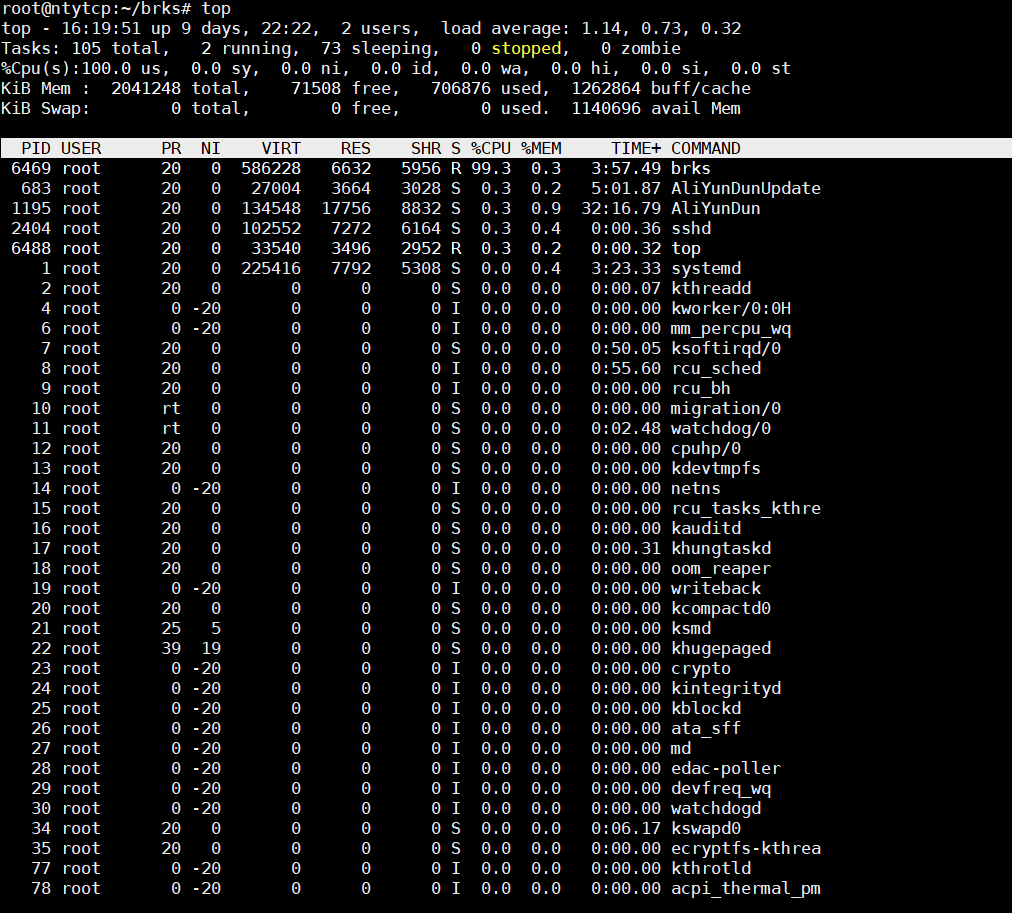 root@ntytcp:~/brks# top
top - 16:19:51 up 9 days, 22:22,  2 users,  load average: 1.14, 0.73, 0.32
Tasks: 105 total,   2 running,  73 sleeping,   0 stopped,   0 zombie
%Cpu(s):100.0 us,  0.0 sy,  0.0 ni,  0.0 id,  0.0 wa,  0.0 hi,  0.0 si,  0.0 st
KiB Mem :  2041248 total,    71508 free,   706876 used,  1262864 buff/cache
KiB Swap:        0 total,        0 free,        0 used.  1140696 avail Mem
  PID USER      PR  NI    VIRT    RES    SHR S %CPU %MEM     TIME+ COMMAND
 6469 root      20   0  586228   6632   5956 R 99.3  0.3   3:57.49 brks
  683 root      20   0   27004   3664   3028 S  0.3  0.2   5:01.87 AliYunDunUpdate
 1195 root      20   0  134548  17756   8832 S  0.3  0.9  32:16.79 AliYunDun
 2404 root      20   0  102552   7272   6164 S  0.3  0.4   0:00.36 sshd
 6488 root      20   0   33540   3496   2952 R  0.3  0.2   0:00.32 top
    1 root      20   0  225416   7792   5308 S  0.0  0.4   3:23.33 systemd
    2 root      20   0       0      0      0 S  0.0  0.0   0:00.07 kthreadd
    4 root       0 -20       0      0      0 I  0.0  0.0   0:00.00 kworker/0:0H
    6 root       0 -20       0      0      0 I  0.0  0.0   0:00.00 mm_percpu_wq
    7 root      20   0       0      0      0 S  0.0  0.0   0:50.05 ksoftirqd/0
    8 root      20   0       0      0      0 I  0.0  0.0   0:55.60 rcu_sched
    9 root      20   0       0      0      0 I  0.0  0.0   0:00.00 rcu_bh
   10 root      rt   0       0      0      0 S  0.0  0.0   0:00.00 migration/0
   11 root      rt   0       0      0      0 S  0.0  0.0   0:02.48 watchdog/0
   12 root      20   0       0      0      0 S  0.0  0.0   0:00.00 cpuhp/0
   13 root      20   0       0      0      0 S  0.0  0.0   0:00.00 kdevtmpfs
   14 root       0 -20       0      0      0 I  0.0  0.0   0:00.00 netns
   15 root      20   0       0      0      0 S  0.0  0.0   0:00.00 rcu_tasks_kthre
   16 root      20   0       0      0      0 S  0.0  0.0   0:00.00 kauditd
   17 root      20   0       0      0      0 S  0.0  0.0   0:00.31 khungtaskd
   18 root      20   0       0      0      0 S  0.0  0.0   0:00.00 oom_reaper
   19 root       0 -20       0      0      0 I  0.0  0.0   0:00.00 writeback
   20 root      20   0       0      0      0 S  0.0  0.0   0:00.00 kcompactd0
   21 root      25   5       0      0      0 S  0.0  0.0   0:00.00 ksmd
   22 root      39  19       0      0      0 S  0.0  0.0   0:00.00 khugepaged
   23 root       0 -20       0      0      0 I  0.0  0.0   0:00.00 crypto
   24 root       0 -20       0      0      0 I  0.0  0.0   0:00.00 kintegrityd
   25 root       0 -20       0      0      0 I  0.0  0.0   0:00.00 kblockd
   26 root       0 -20       0      0      0 I  0.0  0.0   0:00.00 ata_sff
   27 root       0 -20       0      0      0 I  0.0  0.0   0:00.00 md
   28 root       0 -20       0      0      0 I  0.0  0.0   0:00.00 edac-poller
   29 root       0 -20       0      0      0 I  0.0  0.0   0:00.00 devfreq_wq
   30 root       0 -20       0      0      0 I  0.0  0.0   0:00.00 watchdogd
   34 root      20   0       0      0      0 S  0.0  0.0   0:06.17 kswapd0
   35 root      20   0       0      0      0 S  0.0  0.0   0:00.00 ecryptfs-kthrea
   77 root       0 -20       0      0      0 I  0.0  0.0   0:00.00 kthrotld
   78 root       0 -20       0      0      0 I  0.0  0.0   0:00.00 acpi_thermal_pm